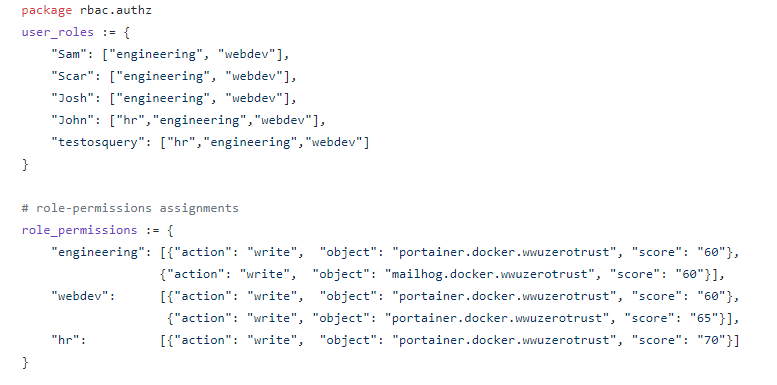 package rbac.authz
user_roles := {
    "Sam": ["engineering", "webdev"],
    "Scar": ["engineering", "webdev"],
    "Josh": ["engineering", "webdev"],
    "John": ["hr","engineering","webdev"],
    "testosquery": ["hr","engineering","webdev"]
}
# role-permissions assignments
role_permissions := {
    "engineering": [{"action": "write",  "object": "portainer.docker.wwuzerotrust", "score": "60"},
                   {"action": "write",  "object": "mailhog.docker.wwuzerotrust", "score": "60"}],
    "webdev":      [{"action": "write",  "object": "portainer.docker.wwuzerotrust", "score": "60"},
                    {"action": "write", "object": "portainer.docker.wwuzerotrust", "score": "65"}],
    "hr":          [{"action": "write",  "object": "portainer.docker.wwuzerotrust", "score": "70"}]
}